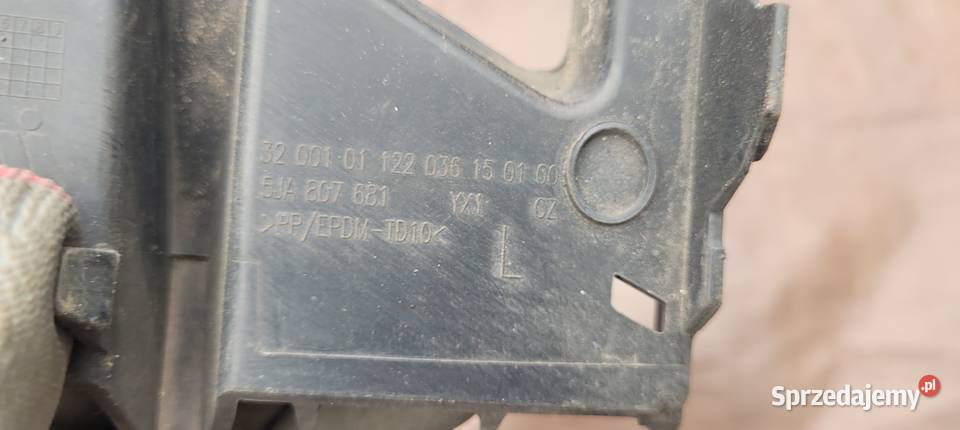 32 001 01 122 036 15 01 00
5JA 807 681 YX1 CZ
>PP/EPDM-TD10<
L
Sprzedajemy.pl